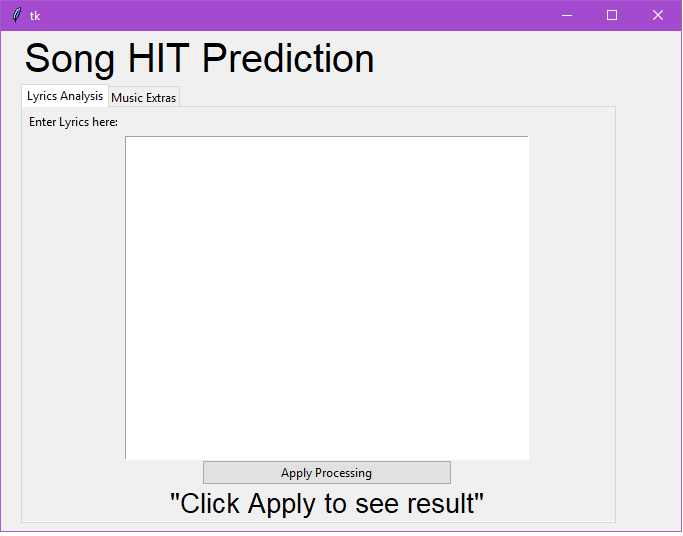 tk
Song HIT Prediction
Lyrics Analysis Music Extras
Enter Lyrics here:
Apply Processing
"Click Apply to see result"